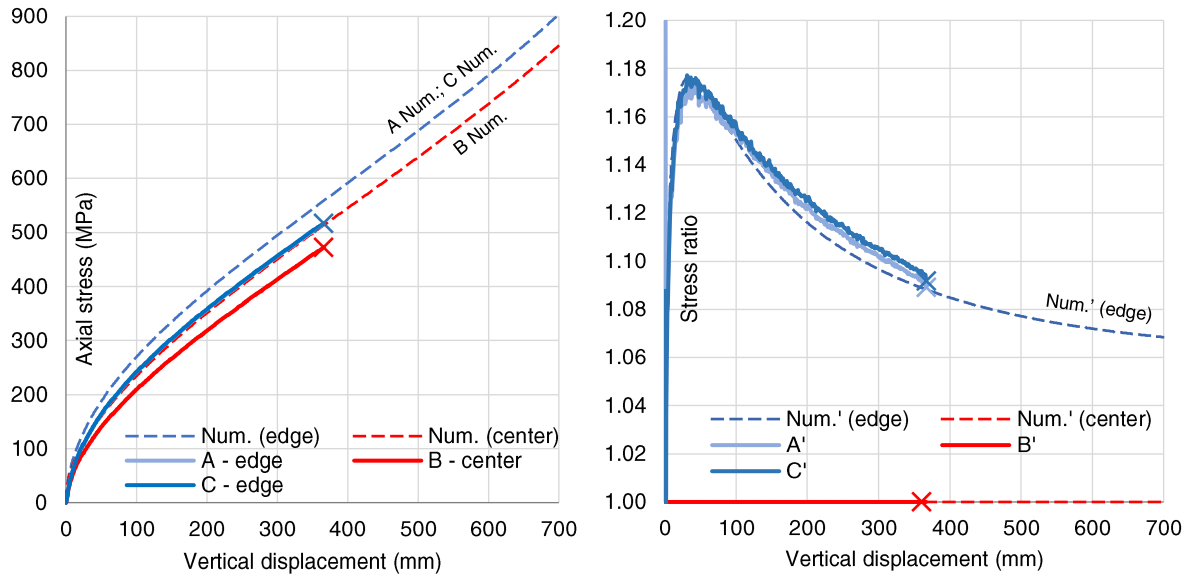 900
800
700
600
500
400
300
200
100
0
Axial stress (MPa)
A Num.; C Num.
B Num.
Num. (edge)
Num. (center)
A - edge
B - center
C - edge
0 100 200 300 400 500 600 700
Vertical displacement (mm)
1.20
1.18
1.16
1.14
1.12
1.10
1.08
1.06
1.04
1.02
1.00
Stress ratio
Num.’ (edge)
Num.' (edge)
Num.' (center)
A'
B'
C'
0 100 200 300 400 500 600 700
Vertical displacement (mm)